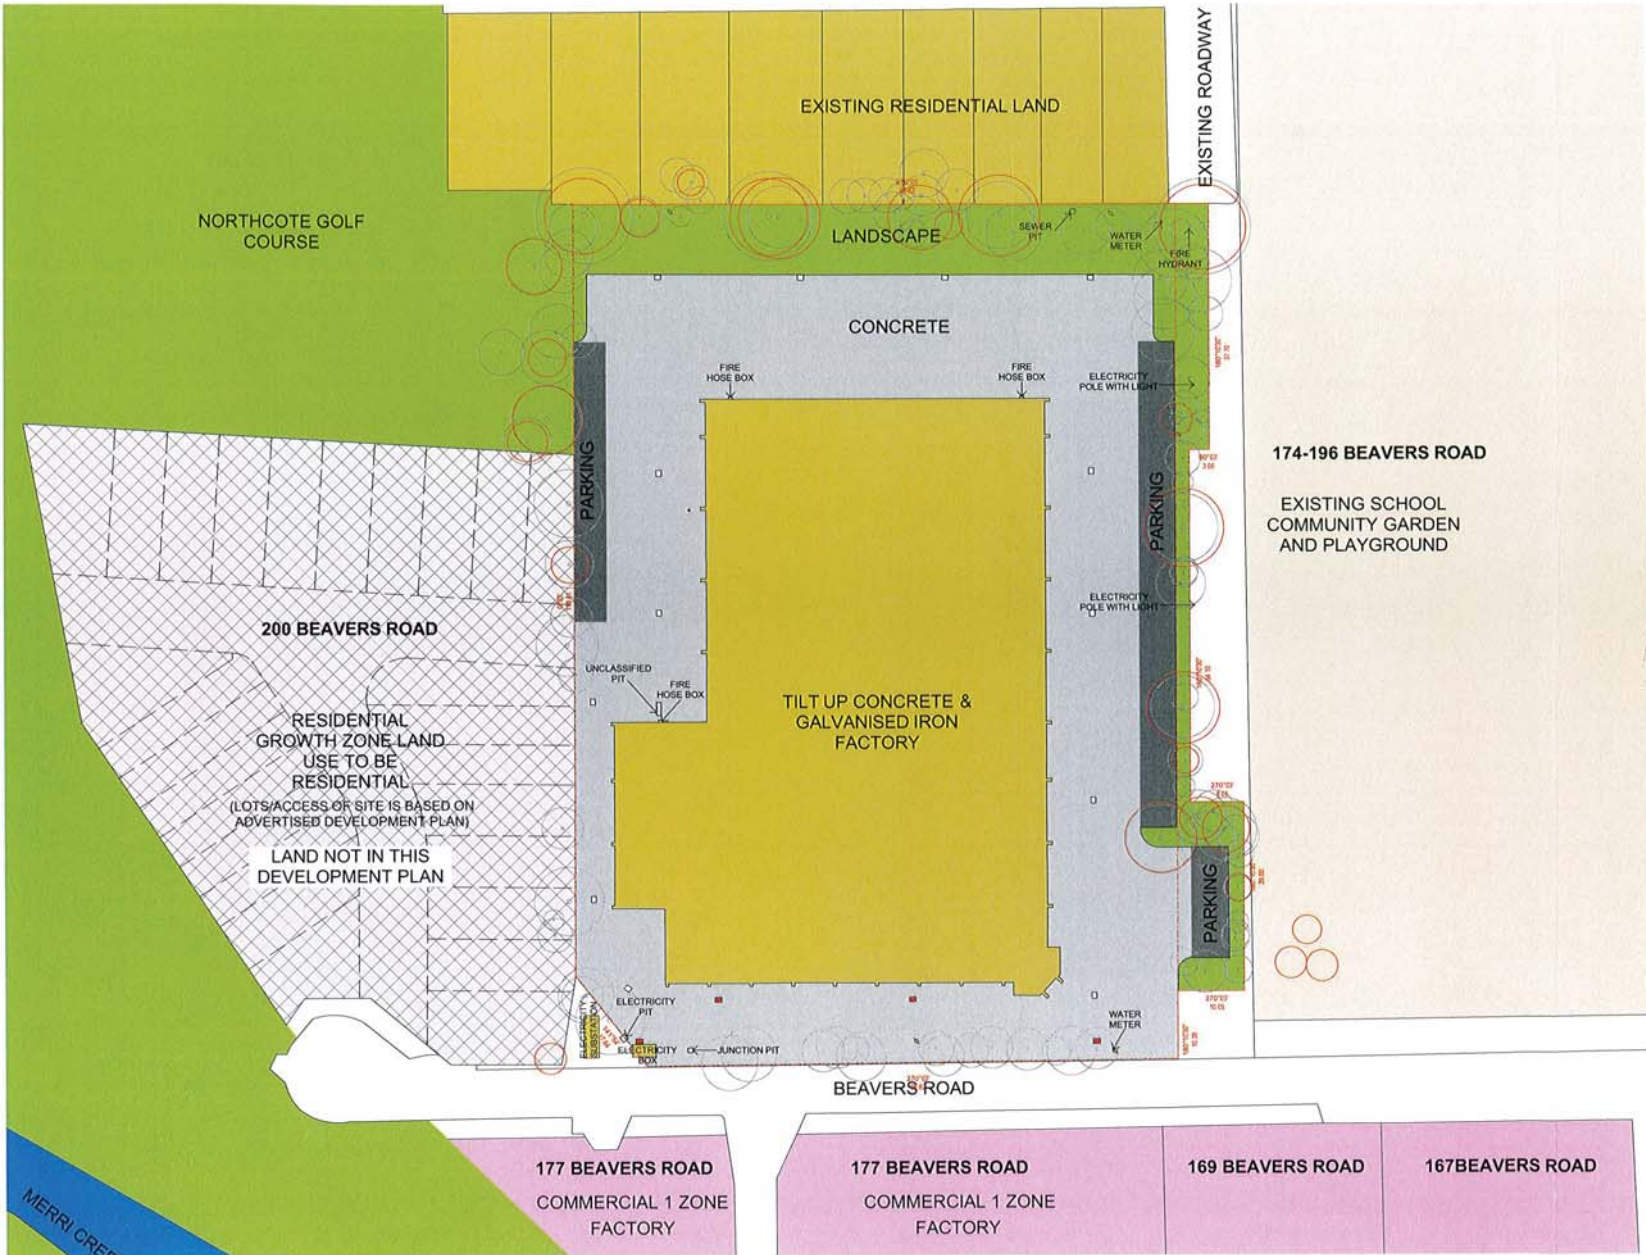 EXISTING ROADWAY
EXISTING RESIDENTIAL LAND
NORTHCOTE GOLF
COURSE
LANDSCAPE
SEWER
PIT
WATER
METER
FIRE
HYDRANT
CONCRETE
FIRE
HOSE BOX
FIRE
HOSE BOX
ELECTRICITY
POLE WITH LIGHT
PARKING
PARKING
174-196 BEAVERS ROAD
EXISTING SCHOOL
COMMUNITY GARDEN
AND PLAYGROUND
ELECTRICITY
POLE WITH LIGHT
200 BEAVERS ROAD
UNCLASSIFIED
PIT
FIRE
HOSE BOX
TILT UP CONCRETE &
GALVANISED IRON
FACTORY
RESIDENTIAL
GROWTH ZONE LAND
USE TO BE
RESIDENTIAL
(LOTS/ACCESS OF SITE IS BASED ON
ADVERTISED DEVELOPMENT PLAN)
LAND NOT IN THIS
DEVELOPMENT PLAN
PARKING
ELECTRICITY
SUBSTATION
ELECTRICITY
PIT
ELECTRICITY
BOX
JUNCTION PIT
WATER
METER
BEAVERS ROAD
177 BEAVERS ROAD
COMMERCIAL 1 ZONE
FACTORY
177 BEAVERS ROAD
COMMERCIAL 1 ZONE
FACTORY
169 BEAVERS ROAD
167BEAVERS ROAD
MERRI